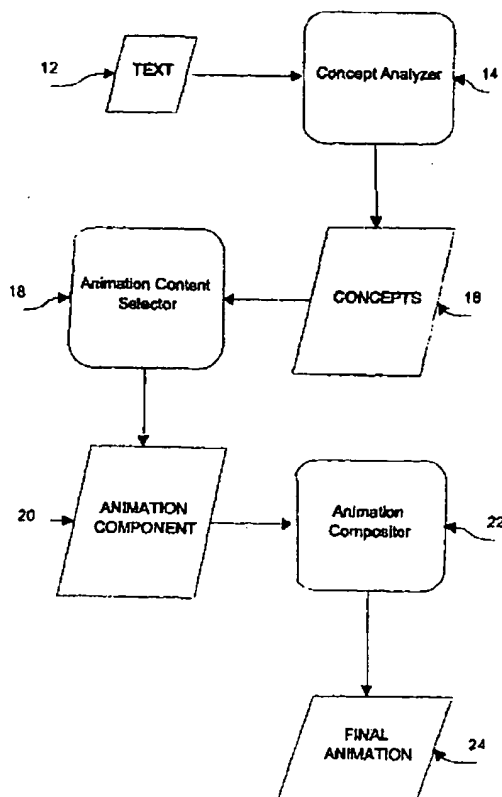 12
TEXT
Concept Analyzer
14
18
Animation Content
Selector
CONCEPTS
16
20
ANIMATION
COMPONENT
Animation
Compositor
22
FINAL
ANIMATION
24